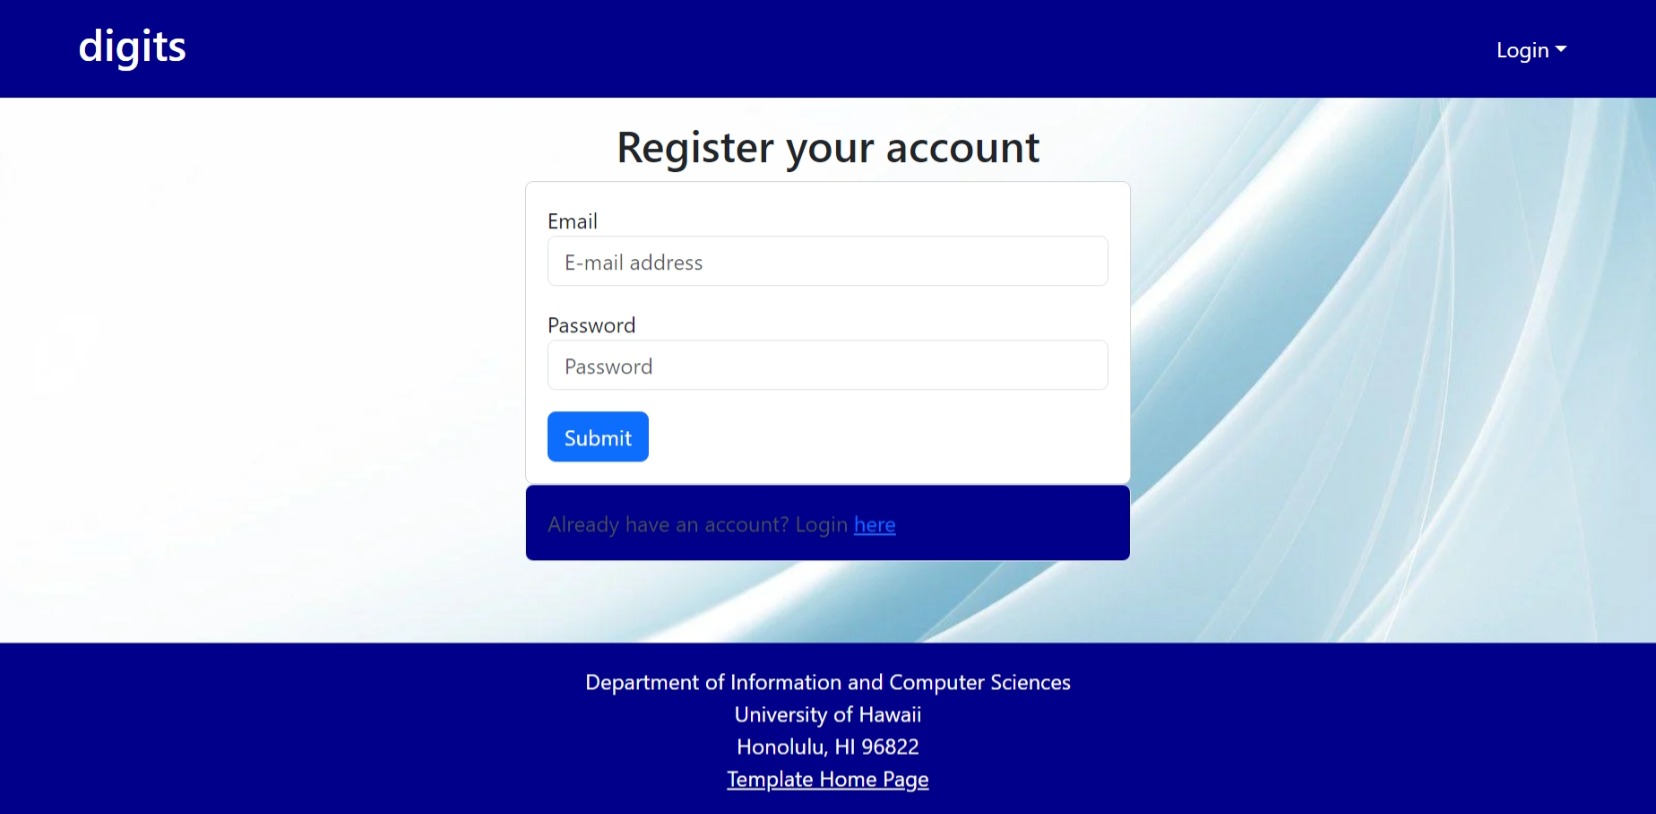 digits
Login
Register your account
Email
E-mail address
Password
Password
Submit
Already have an account? Login here
Department of Information and Computer Sciences
University of Hawaii
Honolulu, HI 96822
Template Home Page